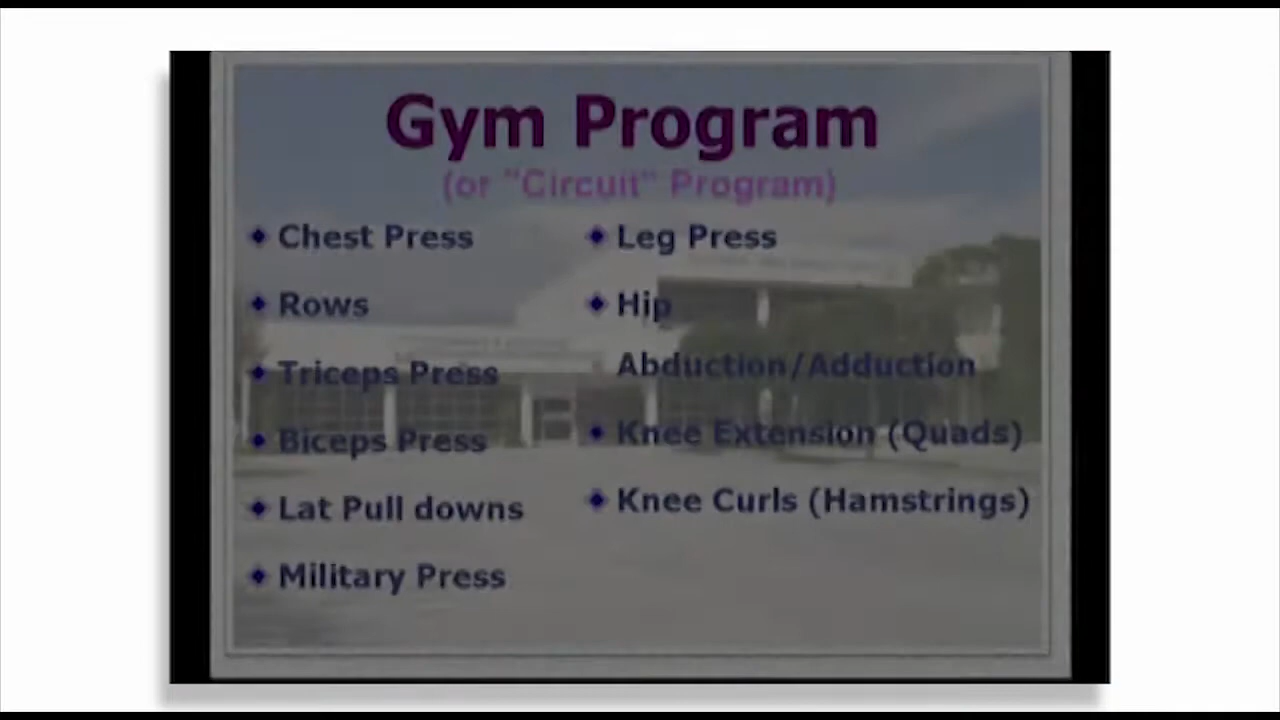 Gym Program
(or "Circuit" Program)
Chest Press
Rows
Triceps Press
Biceps Press
Lat Pull downs
Military Press
Leg Press
Hip
Abduction/Adduction
Knee Extension (Quads)
Knee Curls (Hamstrings)